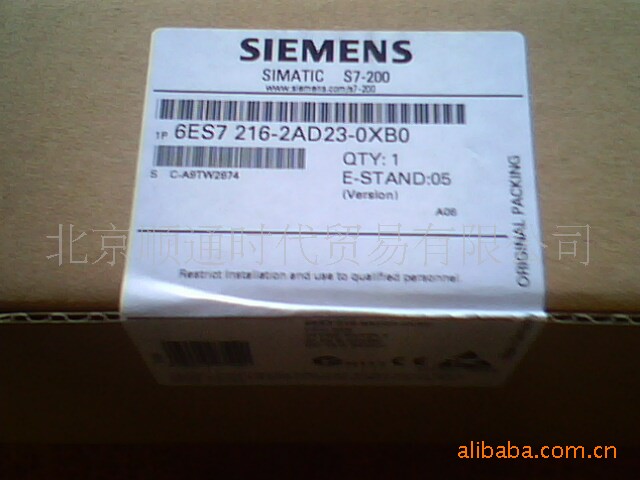 SIEMENS
SIMATIC S7-200
www.siemens.com/s7-200
1P 6ES7 216-2AD23-0XB0
S C-A9TW2674
QTY: 1
E-STAND:05
(Version)
A06
ORIGINAL PACKING
北京顺通时代贸易有限公司
Restrict installation and use to qualified personnel.
alibaba.com.cn